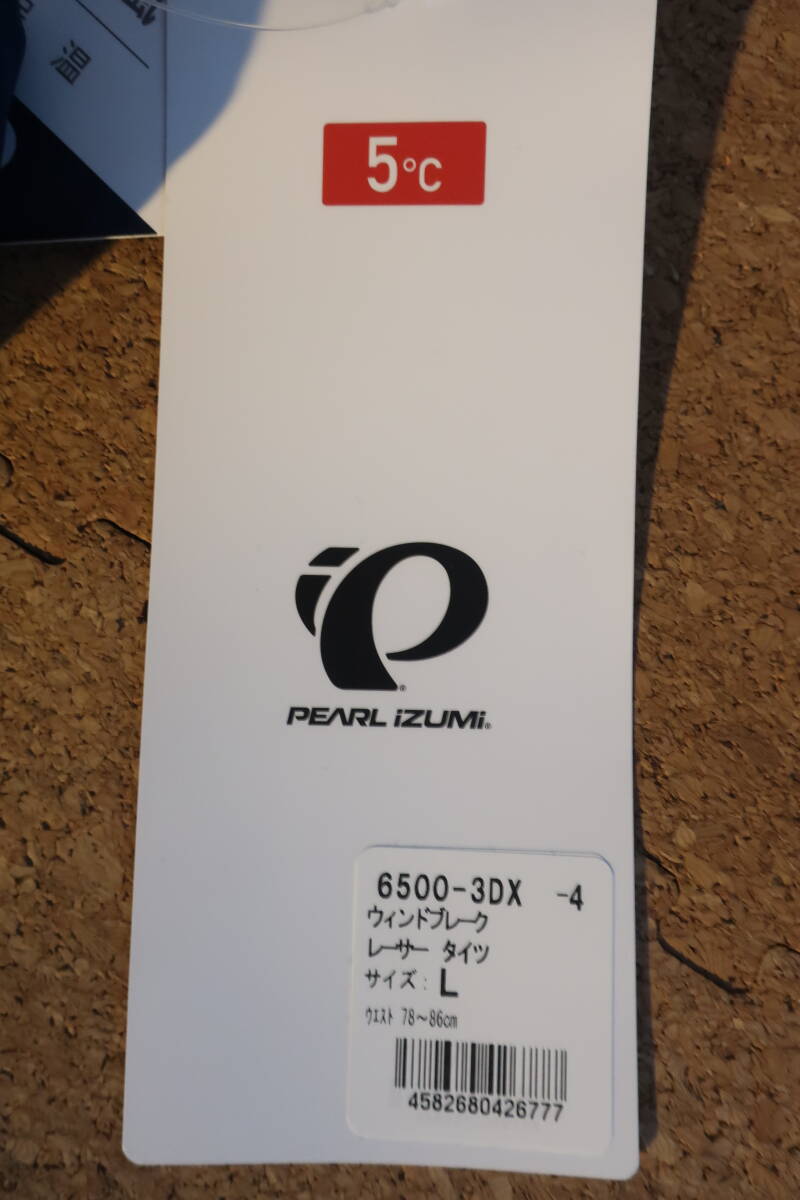 温
5°C
PEARL iZUMi®
6500-3DX -4
ウィンドブレーク
レーサー タイツ
サイズ: L
ウエスト 78～86cm
4582680426777